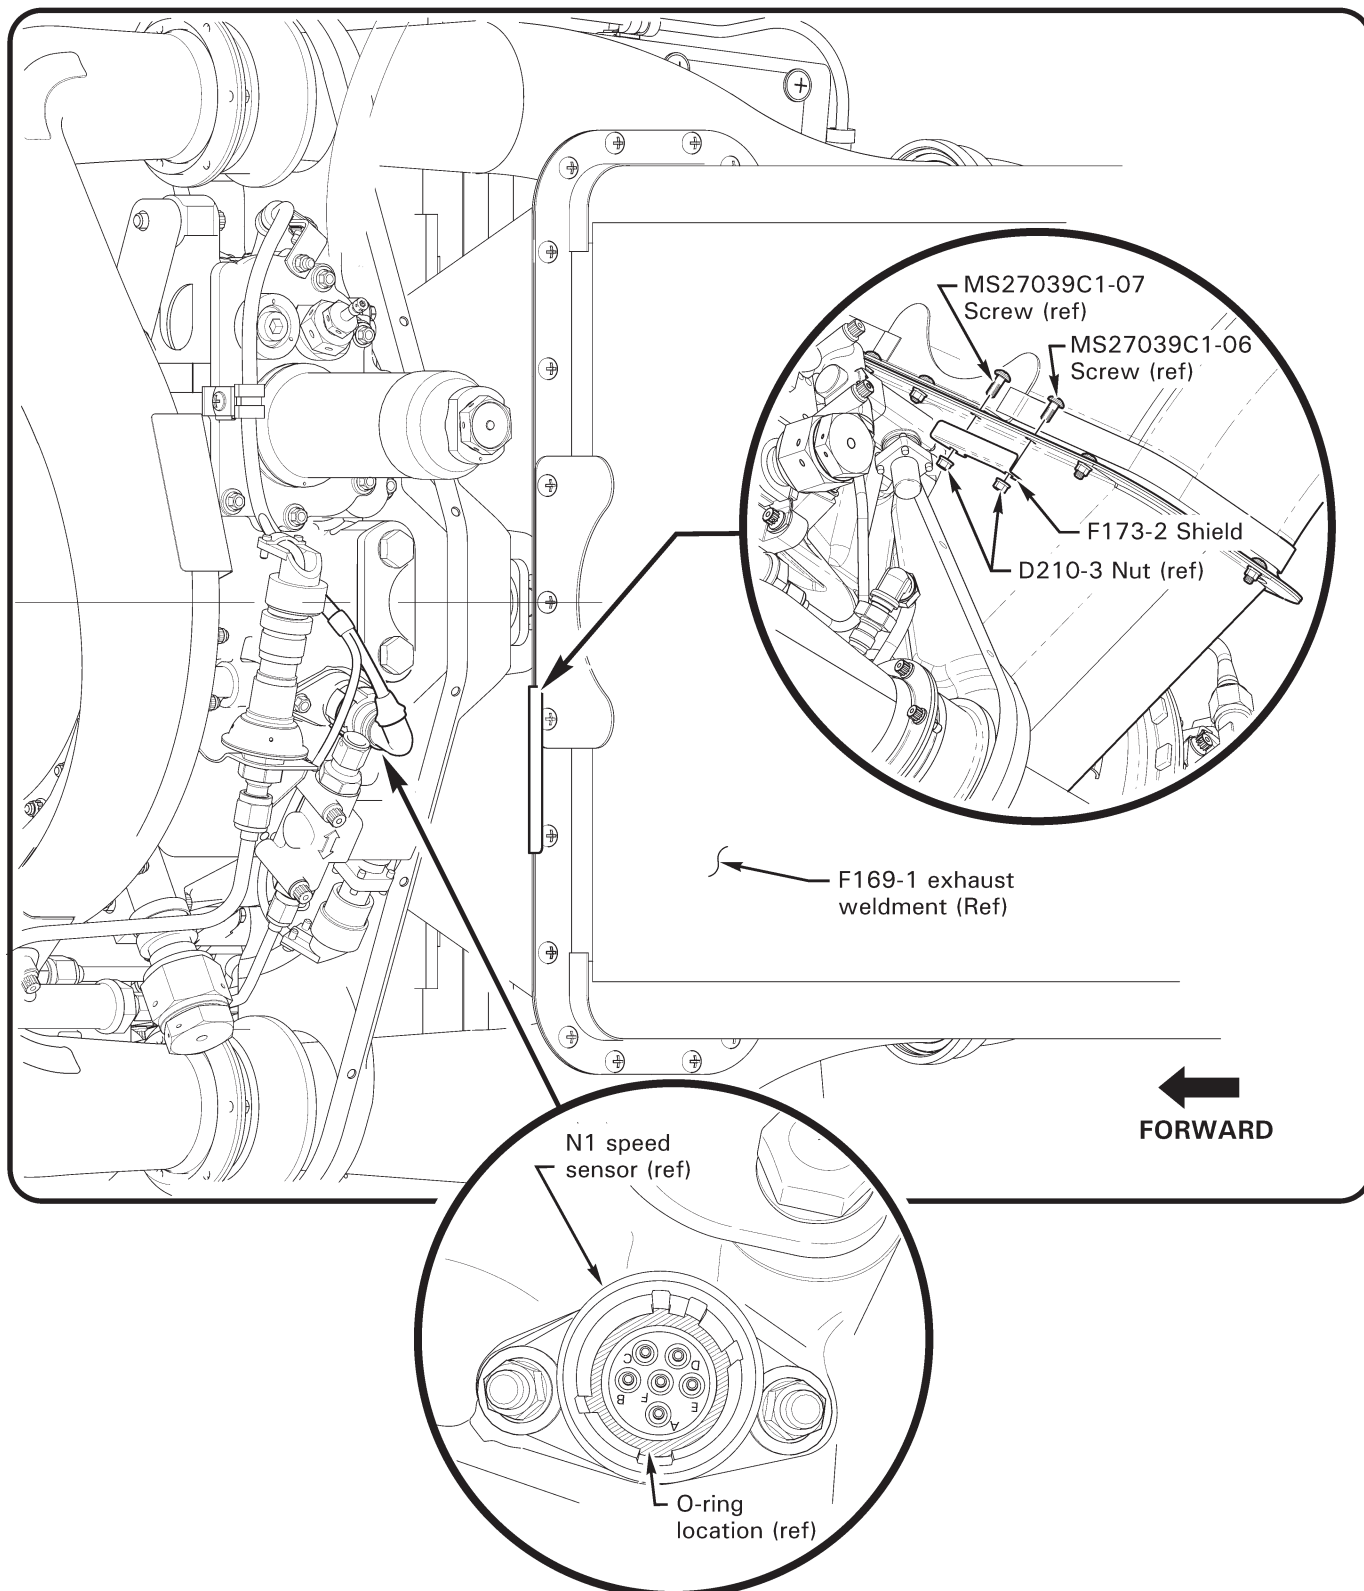 MS27039C1-07
Screw (ref)
MS27039C1-06
Screw (ref)
F173-2 Shield
D210-3 Nut (ref)
F169-1 exhaust
weldment (Ref)
FORWARD
N1 speed
sensor (ref)
C
D
B
F
E
A
O-ring
location (ref)